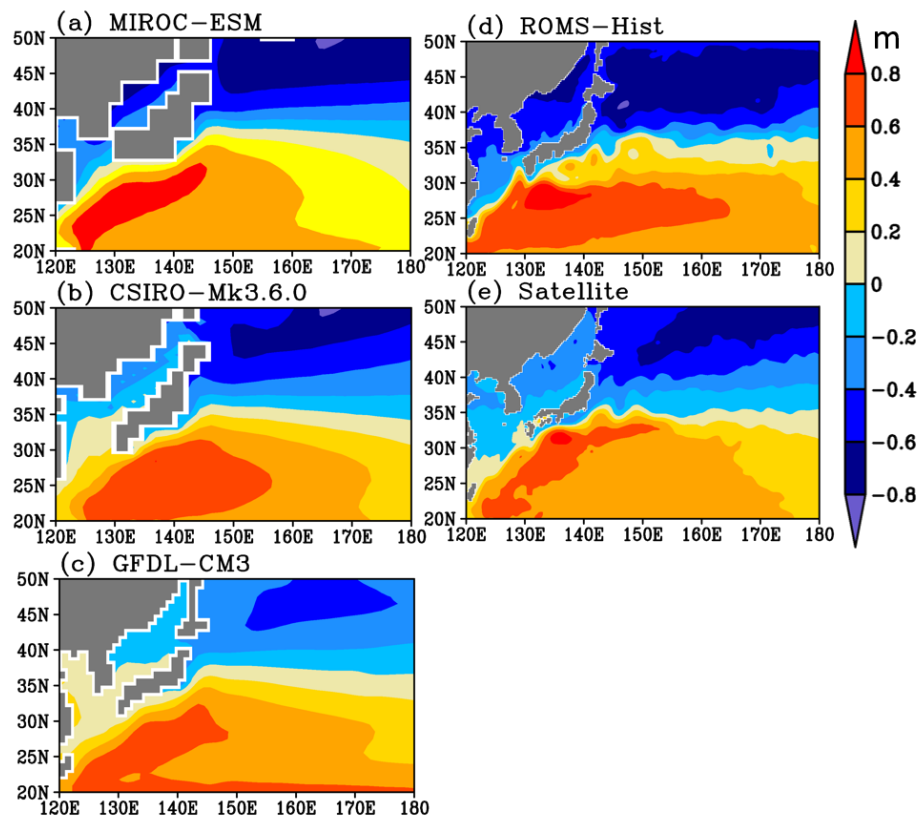 (a) MIROC-ESM
50N
45N
40N
35N
30N
25N
20N
120E 130E 140E 150E 160E 170E 180
(b) CSIRO-Mk3.6.0
50N
45N
40N
35N
30N
25N
20N
120E 130E 140E 150E 160E 170E 180
(c) GFDL-CM3
50N
45N
40N
35N
30N
25N
20N
120E 130E 140E 150E 160E 170E 180
(d) ROMS-Hist
50N
45N
40N
35N
30N
25N
20N
120E 130E 140E 150E 160E 170E 180
(e) Satellite
50N
45N
40N
35N
30N
25N
20N
120E 130E 140E 150E 160E 170E 180
m
0.8
0.6
0.4
0.2
0
-0.2
-0.4
-0.6
-0.8